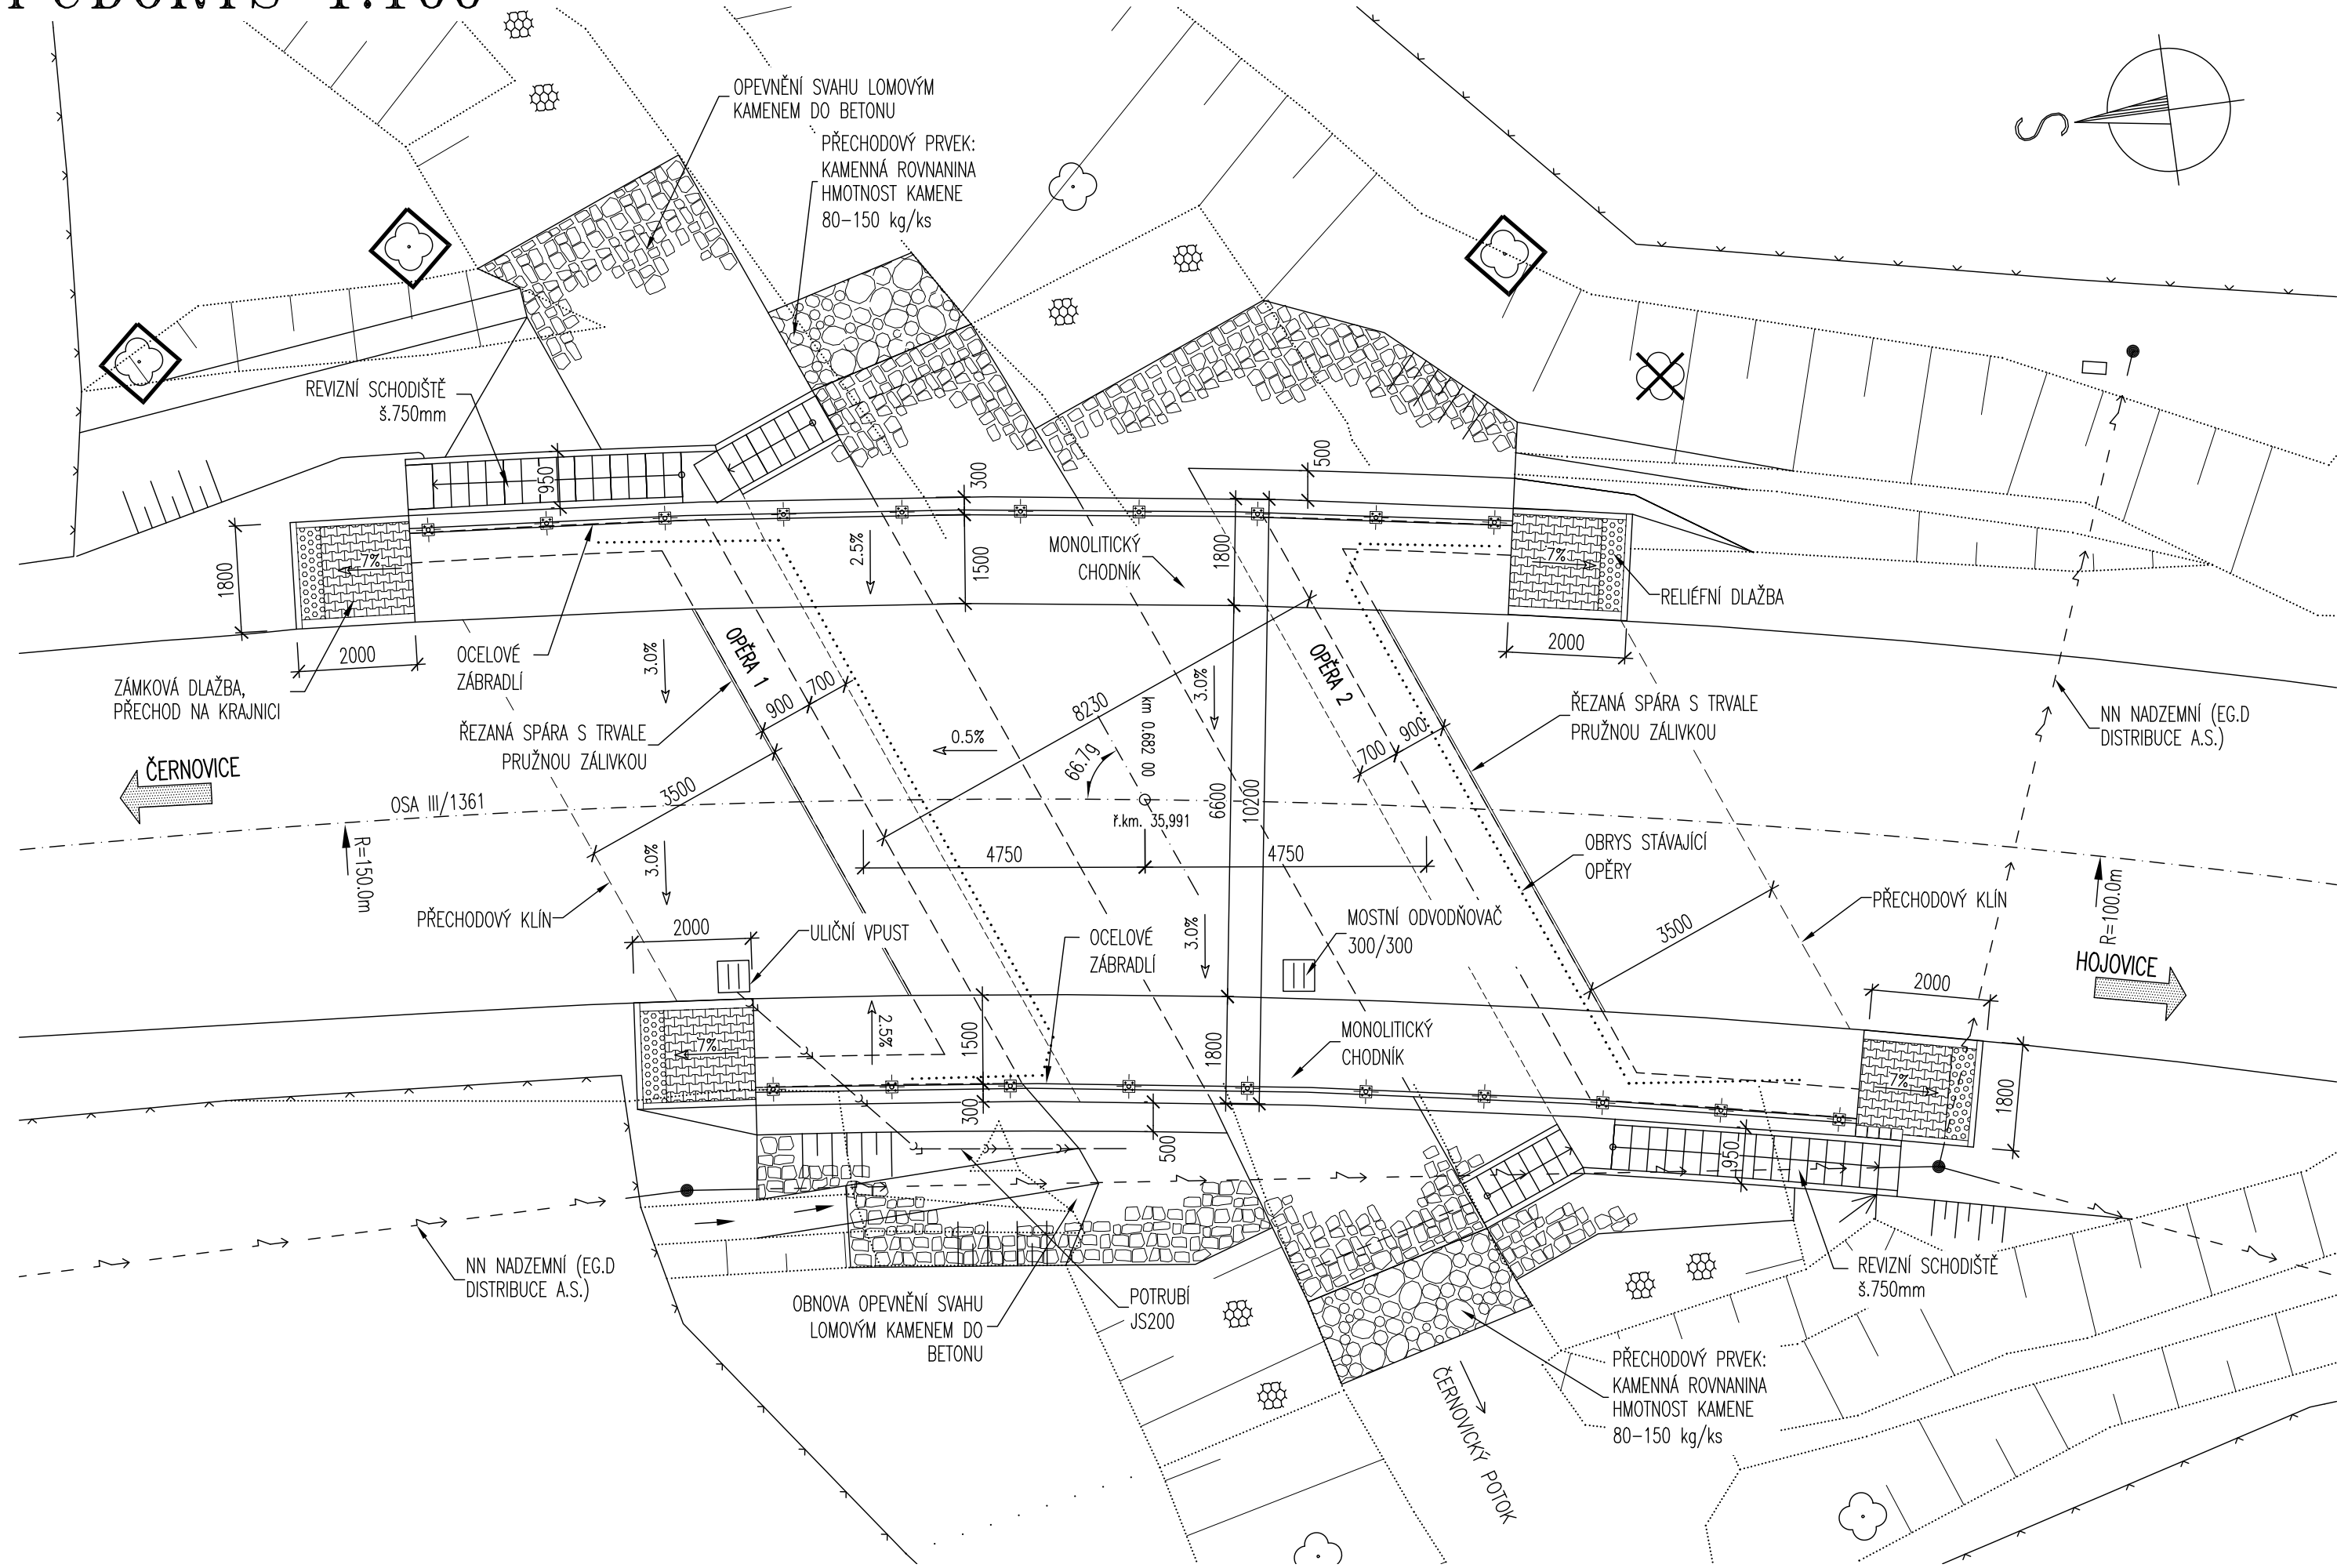 PŮDORYS 1:100
OPEVNĚNÍ SVAHU LOMOVÝM
KAMENEM DO BETONU
PŘECHODOVÝ PRVEK:
KAMENNÁ ROVNANINA
HMOTNOST KAMENE
80-150 kg/ks
S
REVIZNÍ SCHODIŠTĚ
š.750mm
950
300
500
1800
7%
2.5%
1500
MONOLITICKÝ
CHODNÍK
1800
7%
RELIÉFNÍ DLAŽBA
2000
OCELOVÉ
ZÁBRADLÍ
3.0%
OPĚRA 1
OPĚRA 2
2000
ZÁMKOVÁ DLAŽBA,
PŘECHOD NA KRAJNICI
ŘEZANÁ SPÁRA S TRVALE
PRUŽNOU ZÁLIVKOU
900
700
8230
3.0%
km 0,682 00
66.7g
0.5%
700
900
ŘEZANÁ SPÁRA S TRVALE
PRUŽNOU ZÁLIVKOU
NN NADZEMNÍ (EG.D
DISTRIBUCE A.S.)
ČERNOVICE
3500
OSA III/1361
6600
10200
ř.km. 35,991
R=150.0m
3.0%
4750
4750
OBRYS STÁVAJÍCÍ
OPĚRY
PŘECHODOVÝ KLÍN
2000
ULIČNÍ VPUST
OCELOVÉ
ZÁBRADLÍ
3.0%
MOSTNÍ ODVODŇOVAČ
300/300
3500
PŘECHODOVÝ KLÍN
R=100.0m
HOJOVICE
2000
7%
2.5%
1500
1800
MONOLITICKÝ
CHODNÍK
7%
1800
300
500
950
NN NADZEMNÍ (EG.D
DISTRIBUCE A.S.)
OBNOVA OPEVNĚNÍ SVAHU
LOMOVÝM KAMENEM DO
BETONU
POTRUBÍ
JS200
REVIZNÍ SCHODIŠTĚ
š.750mm
ČERNOVICKÝ POTOK
PŘECHODOVÝ PRVEK:
KAMENNÁ ROVNANINA
HMOTNOST KAMENE
80-150 kg/ks